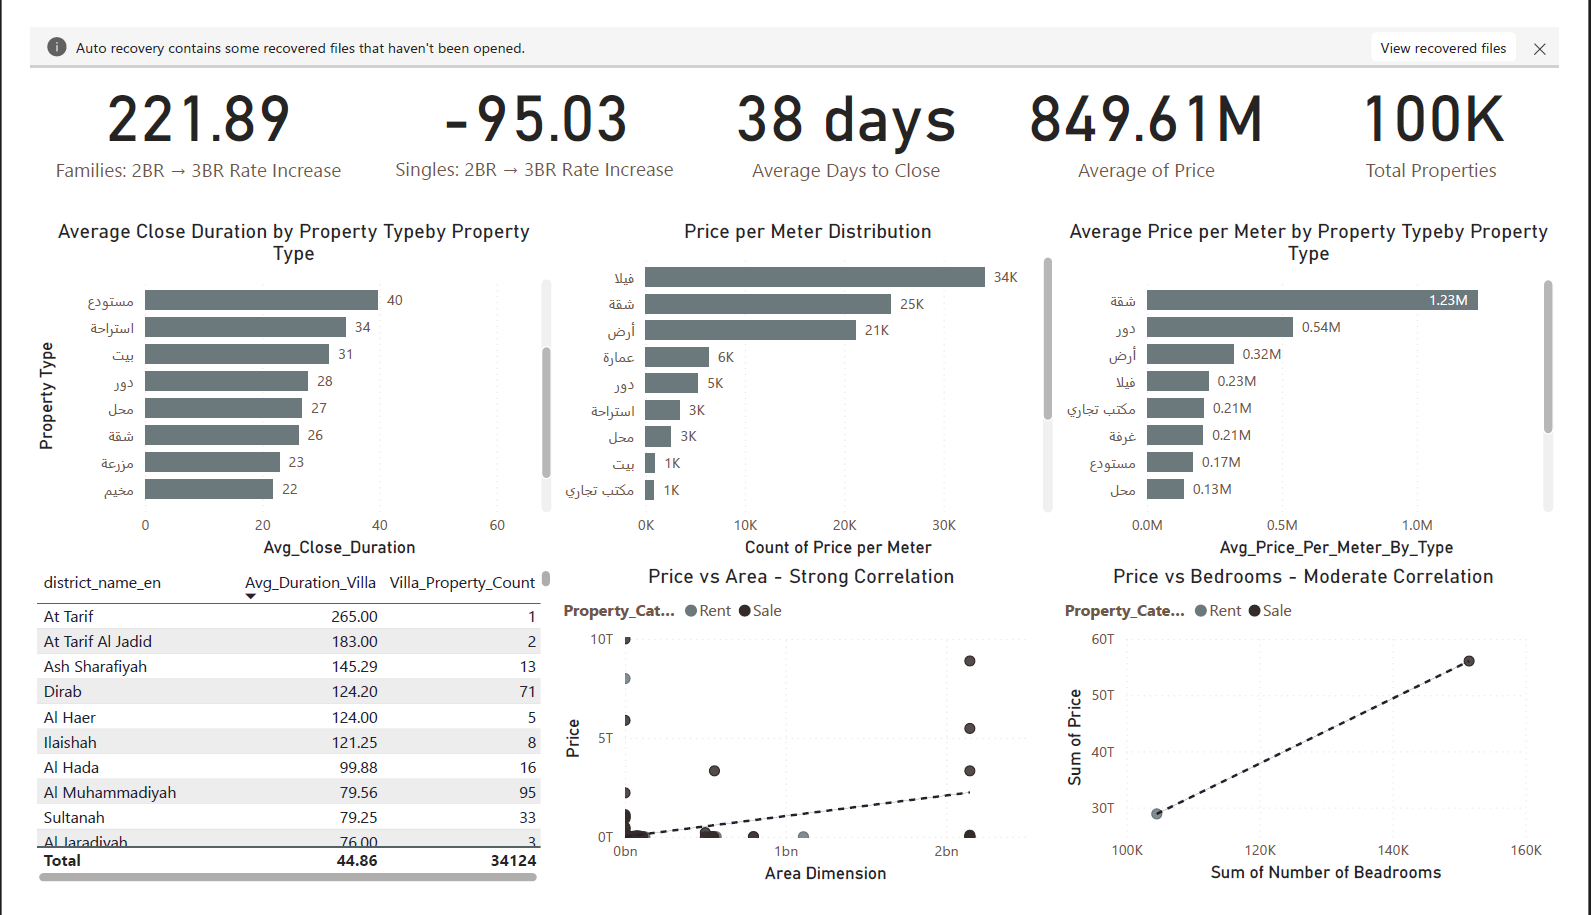 Auto recovery contains some recovered files that haven't been opened.
View recovered files
221.89
Families: 2BR → 3BR Rate Increase
-95.03
Singles: 2BR → 3BR Rate Increase
38 days
Average Days to Close
849.61M
Average of Price
100K
Total Properties
Average Close Duration by Property Typeby Property
Type
Property Type
مستودع 40
استراحة 34
بيت 31
دور 28
محل 27
شقة 26
مزرعة 23
مخيم 22
0 20 40 60
Avg_Close_Duration
Price per Meter Distribution
فيلا 34K
شقة 25K
أرض 21K
عمارة 6K
دور 5K
استراحة 3K
محل 3K
بيت 1K
مكتب تجاري 1K
0K 10K 20K 30K
Count of Price per Meter
Average Price per Meter by Property Typeby Property
Type
شقة 1.23M
دور 0.54M
أرض 0.32M
فيلا 0.23M
مكتب تجاري 0.21M
غرفة 0.21M
مستودع 0.17M
محل 0.13M
0.0M 0.5M 1.0M
Avg_Price_Per_Meter_By_Type
district_name_en Avg_Duration_Villa Villa_Property_Count
At Tarif 265.00 1
At Tarif Al Jadid 183.00 2
Ash Sharafiyah 145.29 13
Dirab 124.20 71
Al Haer 124.00 5
Ilaishah 121.25 8
Al Hada 99.88 16
Al Muhammadiyah 79.56 95
Sultanah 79.25 33
Al Jaradiyah 76.00 3
Total 44.86 34124
Price vs Area - Strong Correlation
Property_Cat... Rent Sale
Price
10T
5T
0T
0bn 1bn 2bn
Area Dimension
Price vs Bedrooms - Moderate Correlation
Property_Cate... Rent Sale
Sum of Price
60T
50T
40T
30T
100K 120K 140K 160K
Sum of Number of Beadrooms